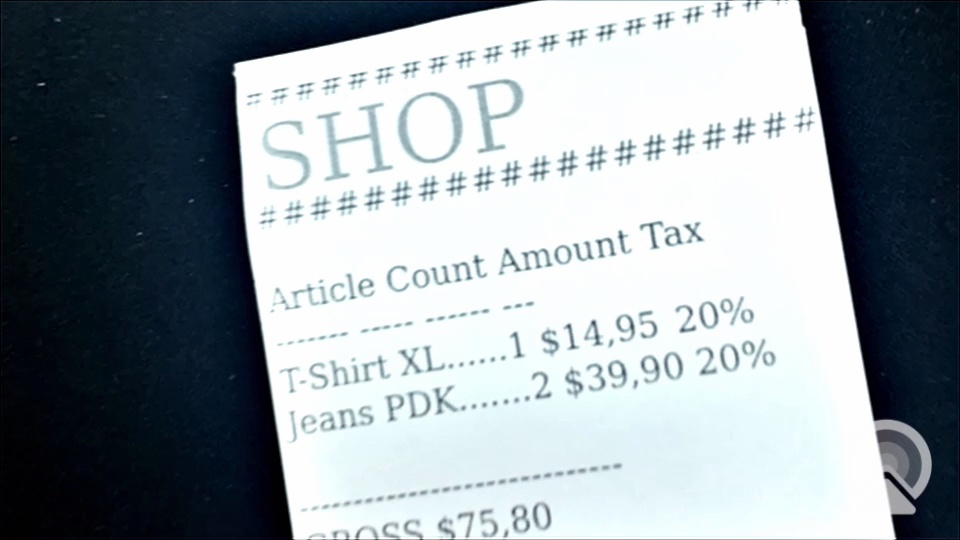 ####################
SHOP
#####################
Article Count Amount Tax
------- ----- ------ ---
T-Shirt XL......1 $14,95 20%
Jeans PDK.......2 $39,90 20%
---------------------------
GROSS $75,80